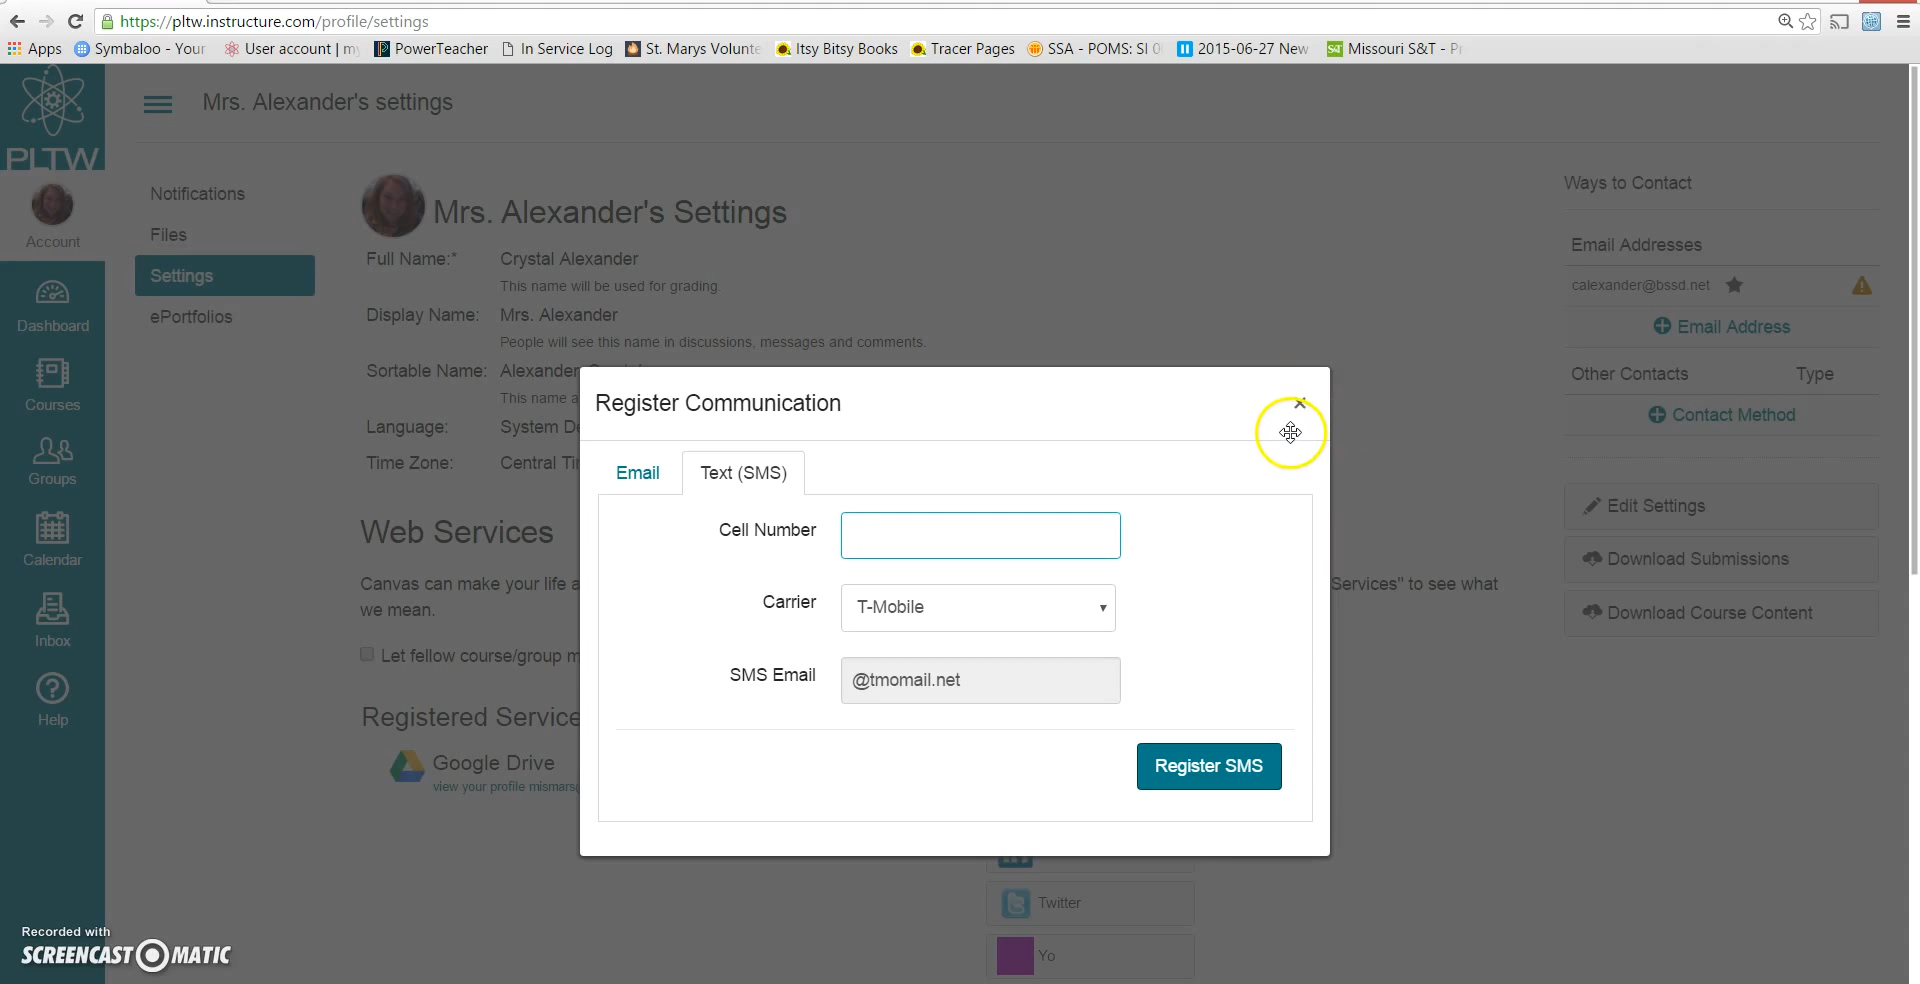 https://pltw.instructure.com/profile/settings
Apps Symbaloo - Your User account | my PowerTeacher In Service Log St. Marys Volunte Itsy Bitsy Books Tracer Pages SSA - POMS: SI 0 2015-06-27 New Missouri S&T - P
PLTW
Account
Dashboard
Courses
Groups
Calendar
Inbox
Help
Mrs. Alexander's settings
Notifications
Files
Settings
ePortfolios
Mrs. Alexander's Settings
Full Name:* Crystal Alexander
This name will be used for grading.
Display Name: Mrs. Alexander
People will see this name in discussions, messages and comments.
Sortable Name: Alexander
This name a
Language: System De
Time Zone: Central Ti
Web Services
Canvas can make your life a
Services" to see what
we mean.
Let fellow course/group m
Registered Service
Google Drive
view your profile mismars
Register Communication
×
Email Text (SMS)
Cell Number
Carrier T-Mobile
SMS Email @tmomail.net
Register SMS
Twitter
Yo
Ways to Contact
Email Addresses
calexander@bssd.net
Email Address
Other Contacts Type
Contact Method
Edit Settings
Download Submissions
Download Course Content
Recorded with
SCREENCAST MATIC